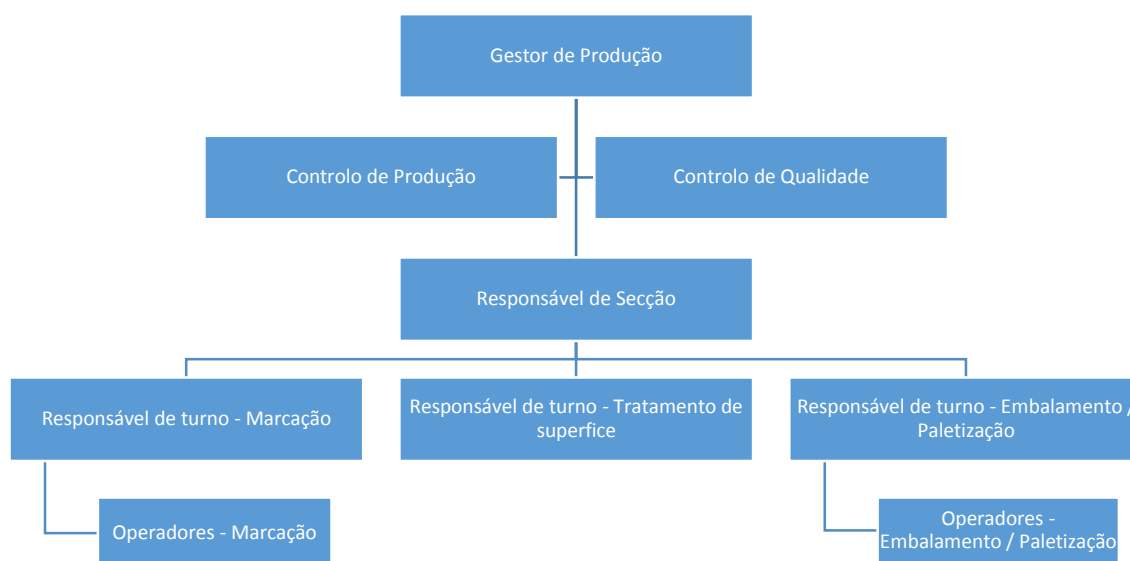 Gestor de Produção
Controlo de Produção
Controlo de Qualidade
Responsável de Secção
Responsável de turno - Marcação
Responsável de turno - Tratamento de
superfice
Responsável de turno - Embalamento /
Paletização
Operadores - Marcação
Operadores -
Embalamento / Paletização